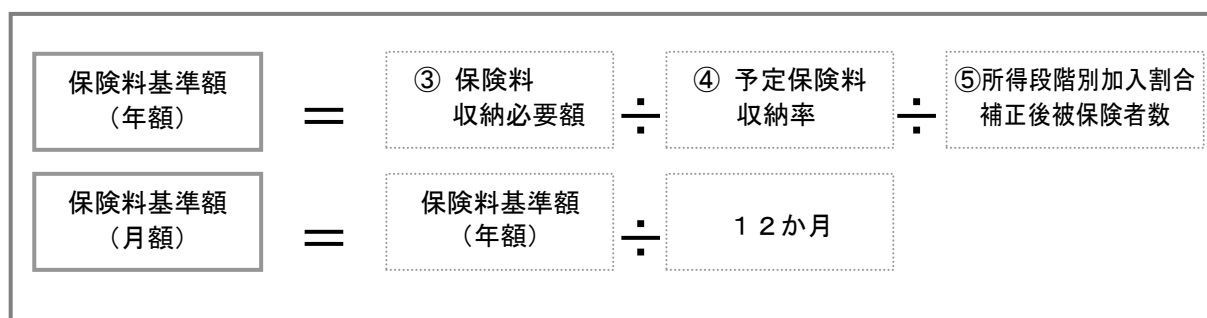 保険料基準額
（年額）
＝
③ 保険料
収納必要額
÷
④ 予定保険料
収納率
÷
⑤所得段階別加入割合
補正後被保険者数
保険料基準額
（月額）
＝
保険料基準額
（年額）
÷
１２か月